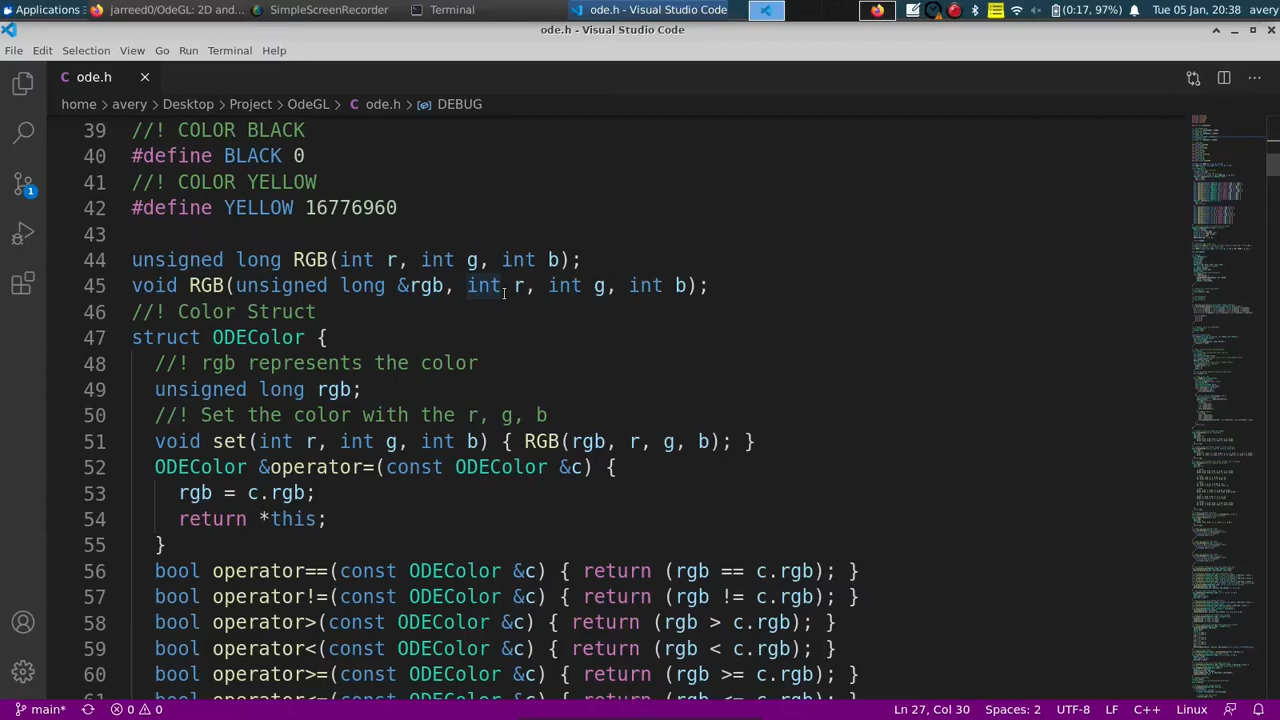 Applications
jarreed0/OdeGL: 2D and...
SimpleScreenRecorder
Terminal
ode.h - Visual Studio Code
(0:17, 97%)
Tue 05 Jan, 20:38
avery
ode.h - Visual Studio Code
File Edit Selection View Go Run Terminal Help
C ode.h
home > avery > Desktop > Project > OdeGL > C ode.h > DEBUG
39 //! COLOR BLACK
40 #define BLACK 0
41 //! COLOR YELLOW
42 #define YELLOW 16776960
43
44 unsigned long RGB(int r, int g, int b);
45 void RGB(unsigned long &rgb, int r, int g, int b);
46 //! Color Struct
47 struct ODEColor {
48 //! rgb represents the color
49 unsigned long rgb;
50 //! Set the color with the r, g, b
51 void set(int r, int g, int b) { RGB(rgb, r, g, b); }
52 ODEColor &operator=(const ODEColor &c) {
53 rgb = c.rgb;
54 return *this;
55 }
56 bool operator==(const ODEColor &c) { return (rgb == c.rgb); }
57 bool operator!=(const ODEColor &c) { return (rgb != c.rgb); }
58 bool operator>(const ODEColor &c) { return (rgb > c.rgb); }
59 bool operator<(const ODEColor &c) { return (rgb < c.rgb); }
60 bool operator>=(const ODEColor &c) { return (rgb >= c.rgb); }
61
1
main*
0 0
Ln 27, Col 30
Spaces: 2
UTF-8
LF
C++
Linux